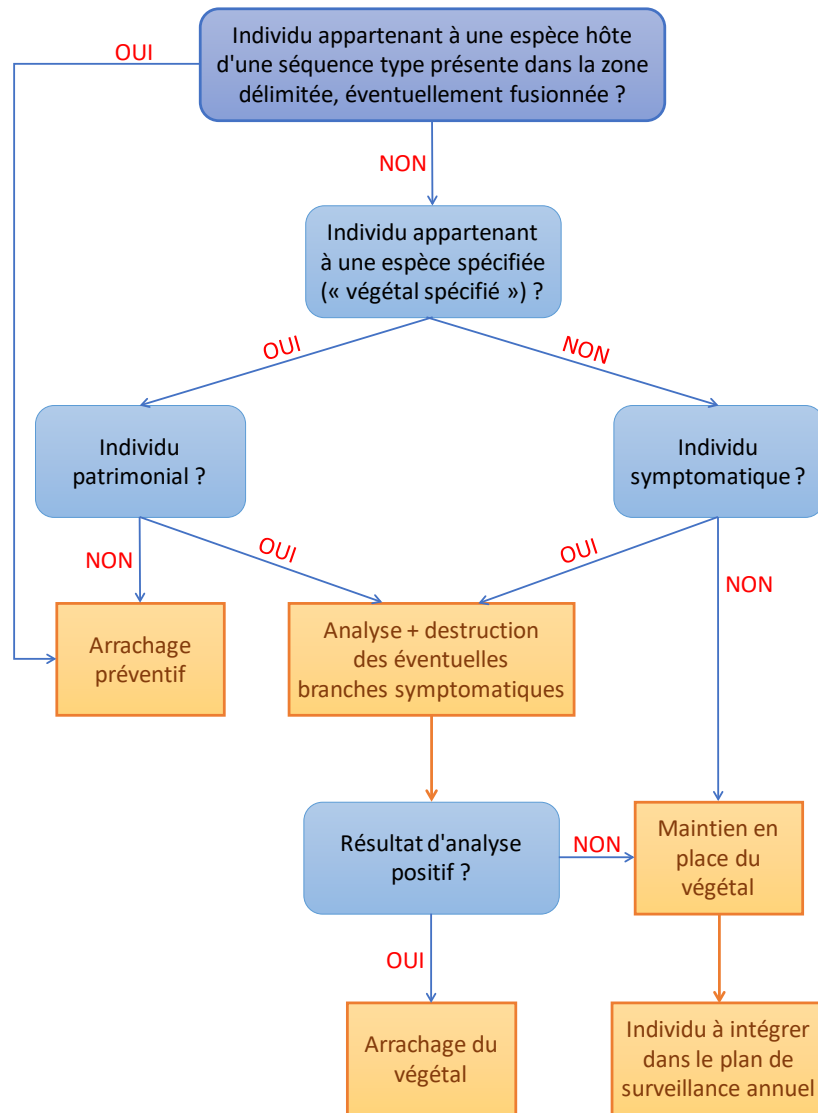 Individu appartenant à une espèce hôte
d'une séquence type présente dans la zone
délimitée, éventuellement fusionnée ?
OUI
NON
Individu appartenant
à une espèce spécifiée
(« végétal spécifié ») ?
OUI
NON
Individu
patrimonial ?
Individu
symptomatique ?
NON
OUI
OUI
NON
Arrachage
préventif
Analyse + destruction
des éventuelles
branches symptomatiques
Résultat d'analyse
positif ?
NON
Maintien en
place du
végétal
OUI
Arrachage du
végétal
Individu à intégrer
dans le plan de
surveillance annuel